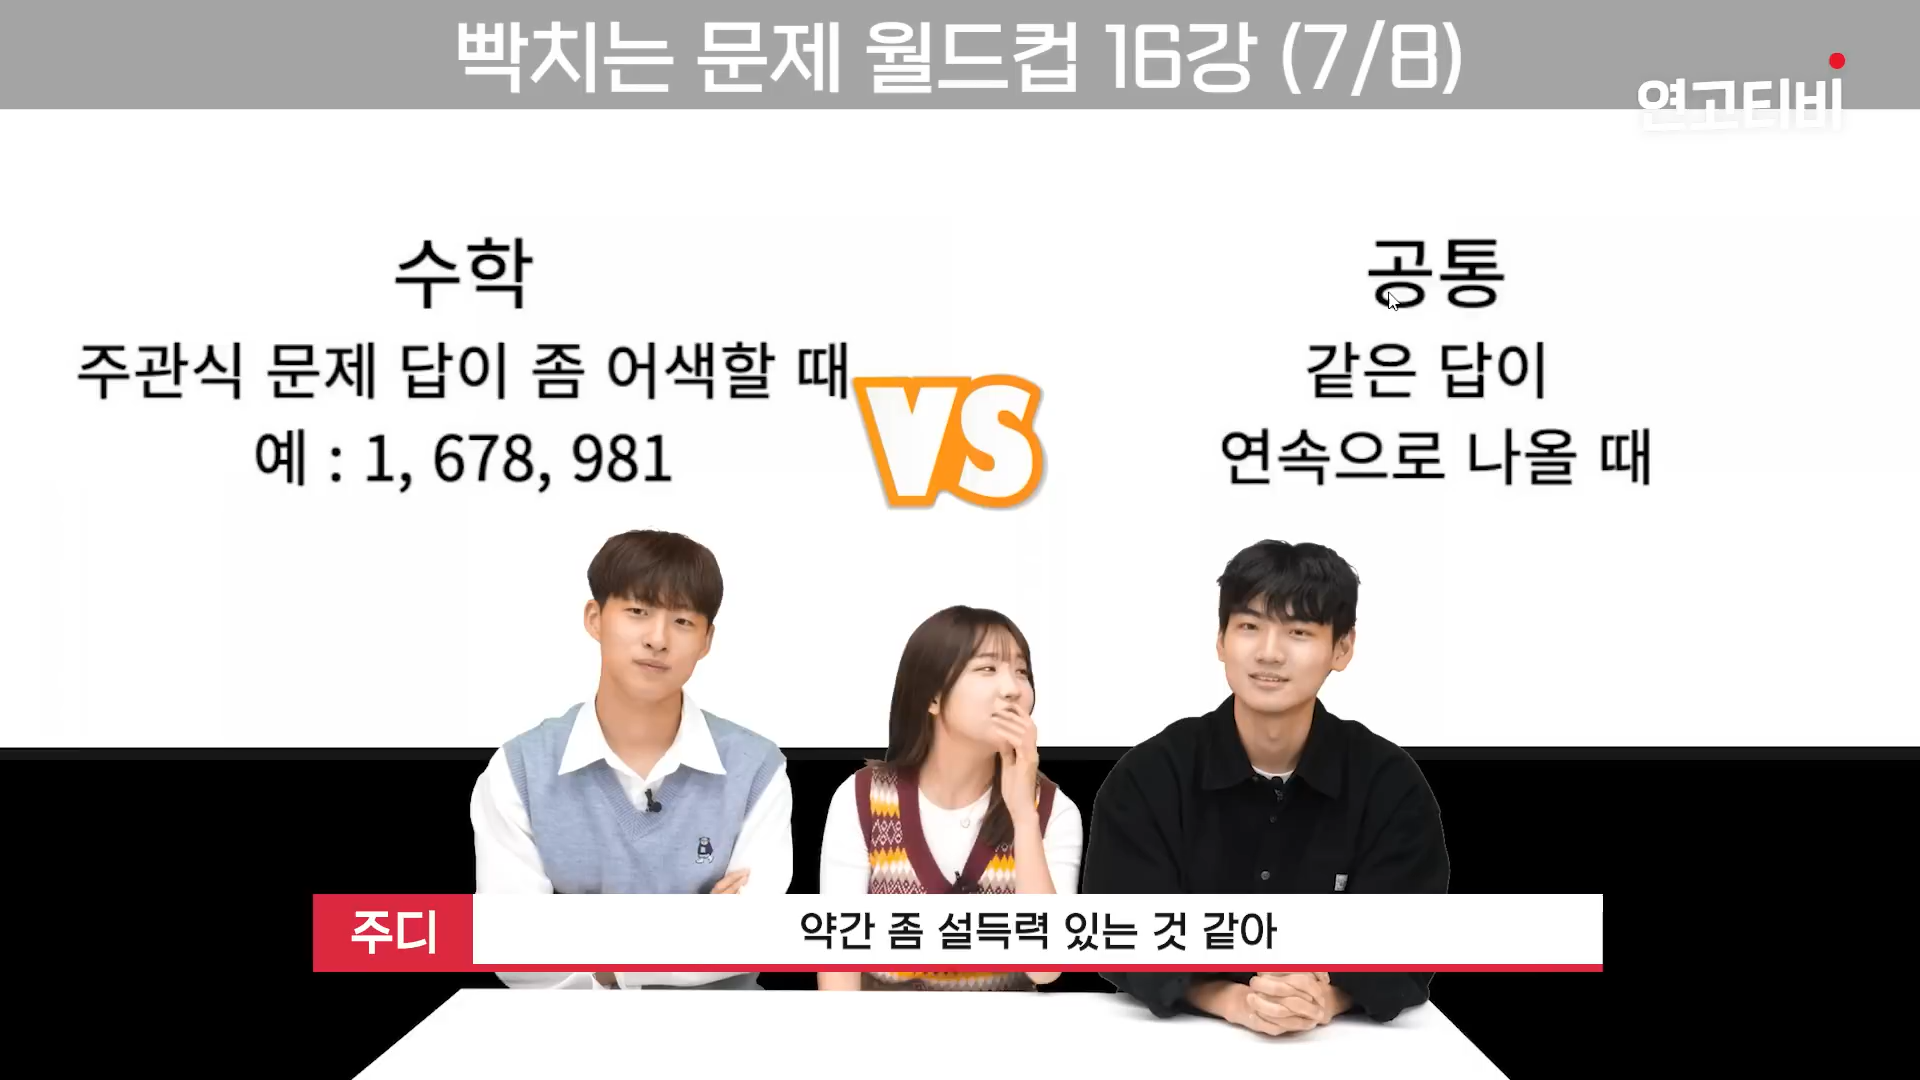 빡치는 문제 월드컵 16강 (7/8)
연고티비
수학
주관식 문제 답이 좀 어색할 때
예 : 1, 678, 981
VS
공통
같은 답이
연속으로 나올 때
주디
약간 좀 설득력 있는 것 같아